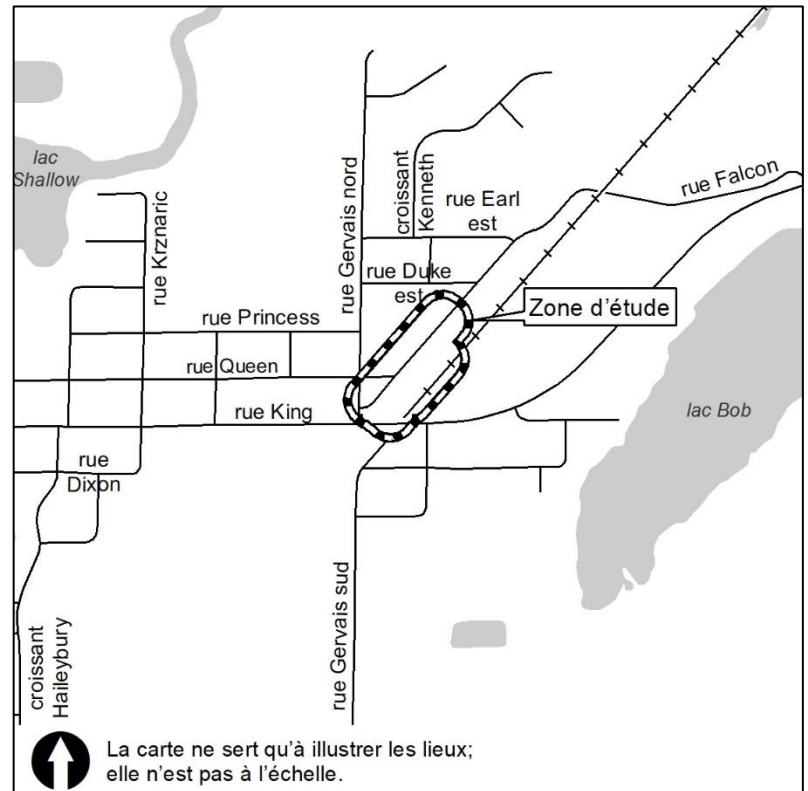 lac
Shallow
rue Krznaric
rue Gervais nord
croissant
Kenneth
rue Earl
est
rue Falcon
rue Duke
est
Zone d'étude
rue Princess
rue Queen
rue King
lac Bob
rue
Dixon
croissant
Haileybury
rue Gervais sud
La carte ne sert qu'à illustrer les lieux;
elle n'est pas à l'échelle.